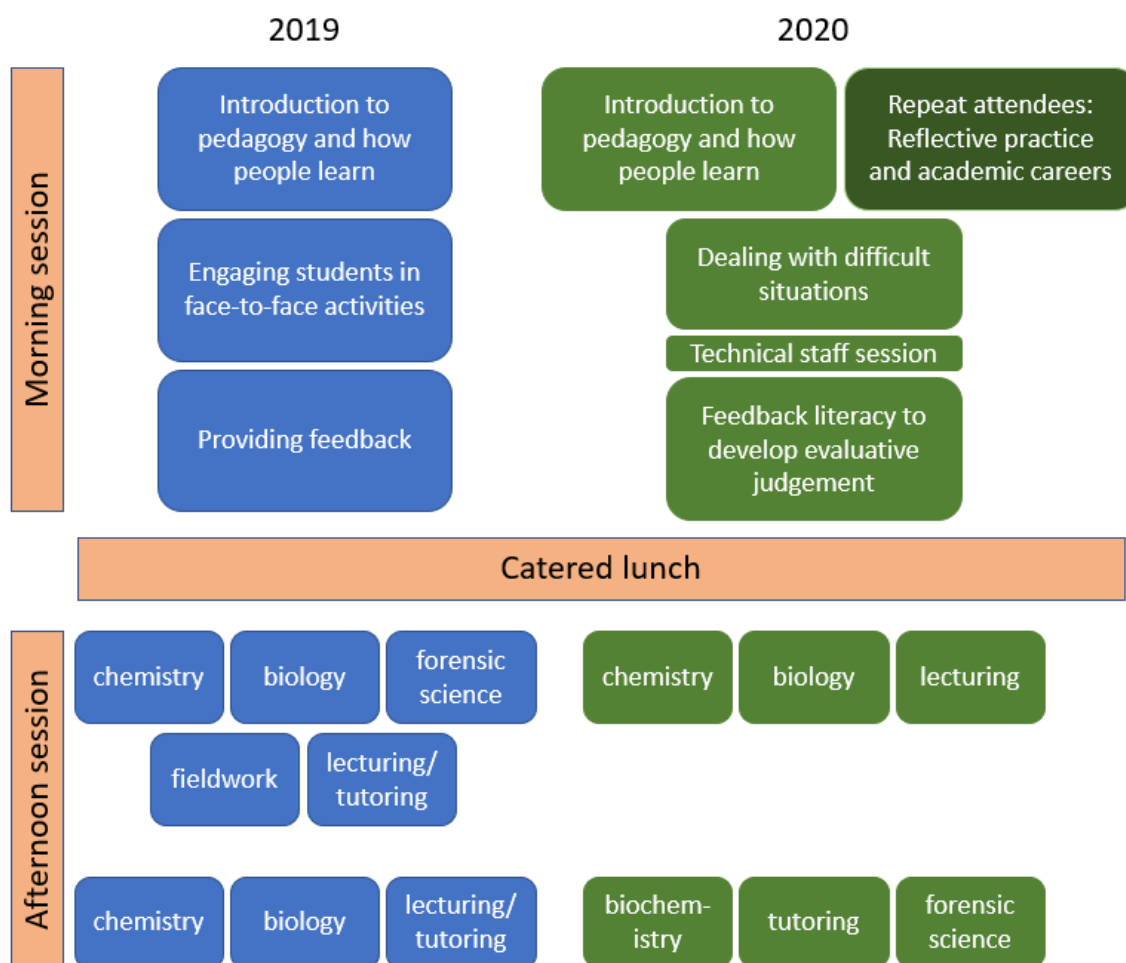 2019
2020
Morning session
Introduction to
pedagogy and how
people learn
Introduction to
pedagogy and how
people learn
Repeat attendees:
Reflective practice
and academic careers
Engaging students in
face-to-face activities
Dealing with difficult
situations
Technical staff session
Providing feedback
Feedback literacy to
develop evaluative
judgement
Catered lunch
Afternoon session
chemistry
biology
forensic
science
chemistry
biology
lecturing
fieldwork
lecturing/
tutoring
chemistry
biology
lecturing/
tutoring
biochem-
istry
tutoring
forensic
science